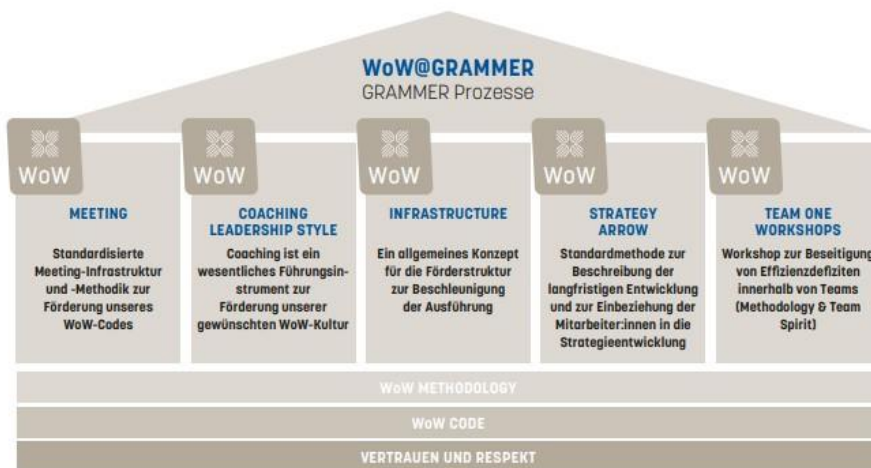 WoW@GRAMMER
GRAMMER Prozesse
WoW
WoW
WoW
WoW
WoW
MEETING
Standardisierte
Meeting-Infrastruktur
und -Methodik zur
Förderung unseres
WoW-Codes
COACHING
LEADERSHIP STYLE
Coaching ist ein
wesentliches Führungsin-
strument zur
Förderung unserer
gewünschten WoW-Kultur
INFRASTRUCTURE
Ein allgemeines Konzept
für die Förderstruktur
zur Beschleunigung
der Ausführung
STRATEGY
ARROW
Standardmethode zur
Beschreibung der
langfristigen Entwicklung
und zur Einbeziehung der
Mitarbeiter:innen in die
Strategieentwicklung
TEAM ONE
WORKSHOPS
Workshop zur Beseitigung
von Effizienzdefiziten
innerhalb von Teams
(Methodology & Team
Spirit)
WoW METHODOLOGY
WoW CODE
VERTRAUEN UND RESPEKT